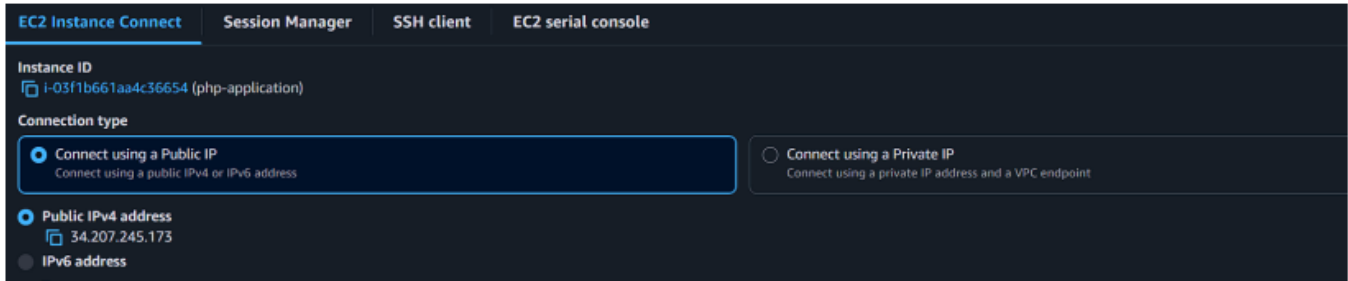 EC2 Instance Connect Session Manager SSH client EC2 serial console
Instance ID
i-03f1b661aa4c36654 (php-application)
Connection type
Connect using a Public IP
Connect using a public IPv4 or IPv6 address
Connect using a Private IP
Connect using a private IP address and a VPC endpoint
Public IPv4 address
34.207.245.173
IPv6 address